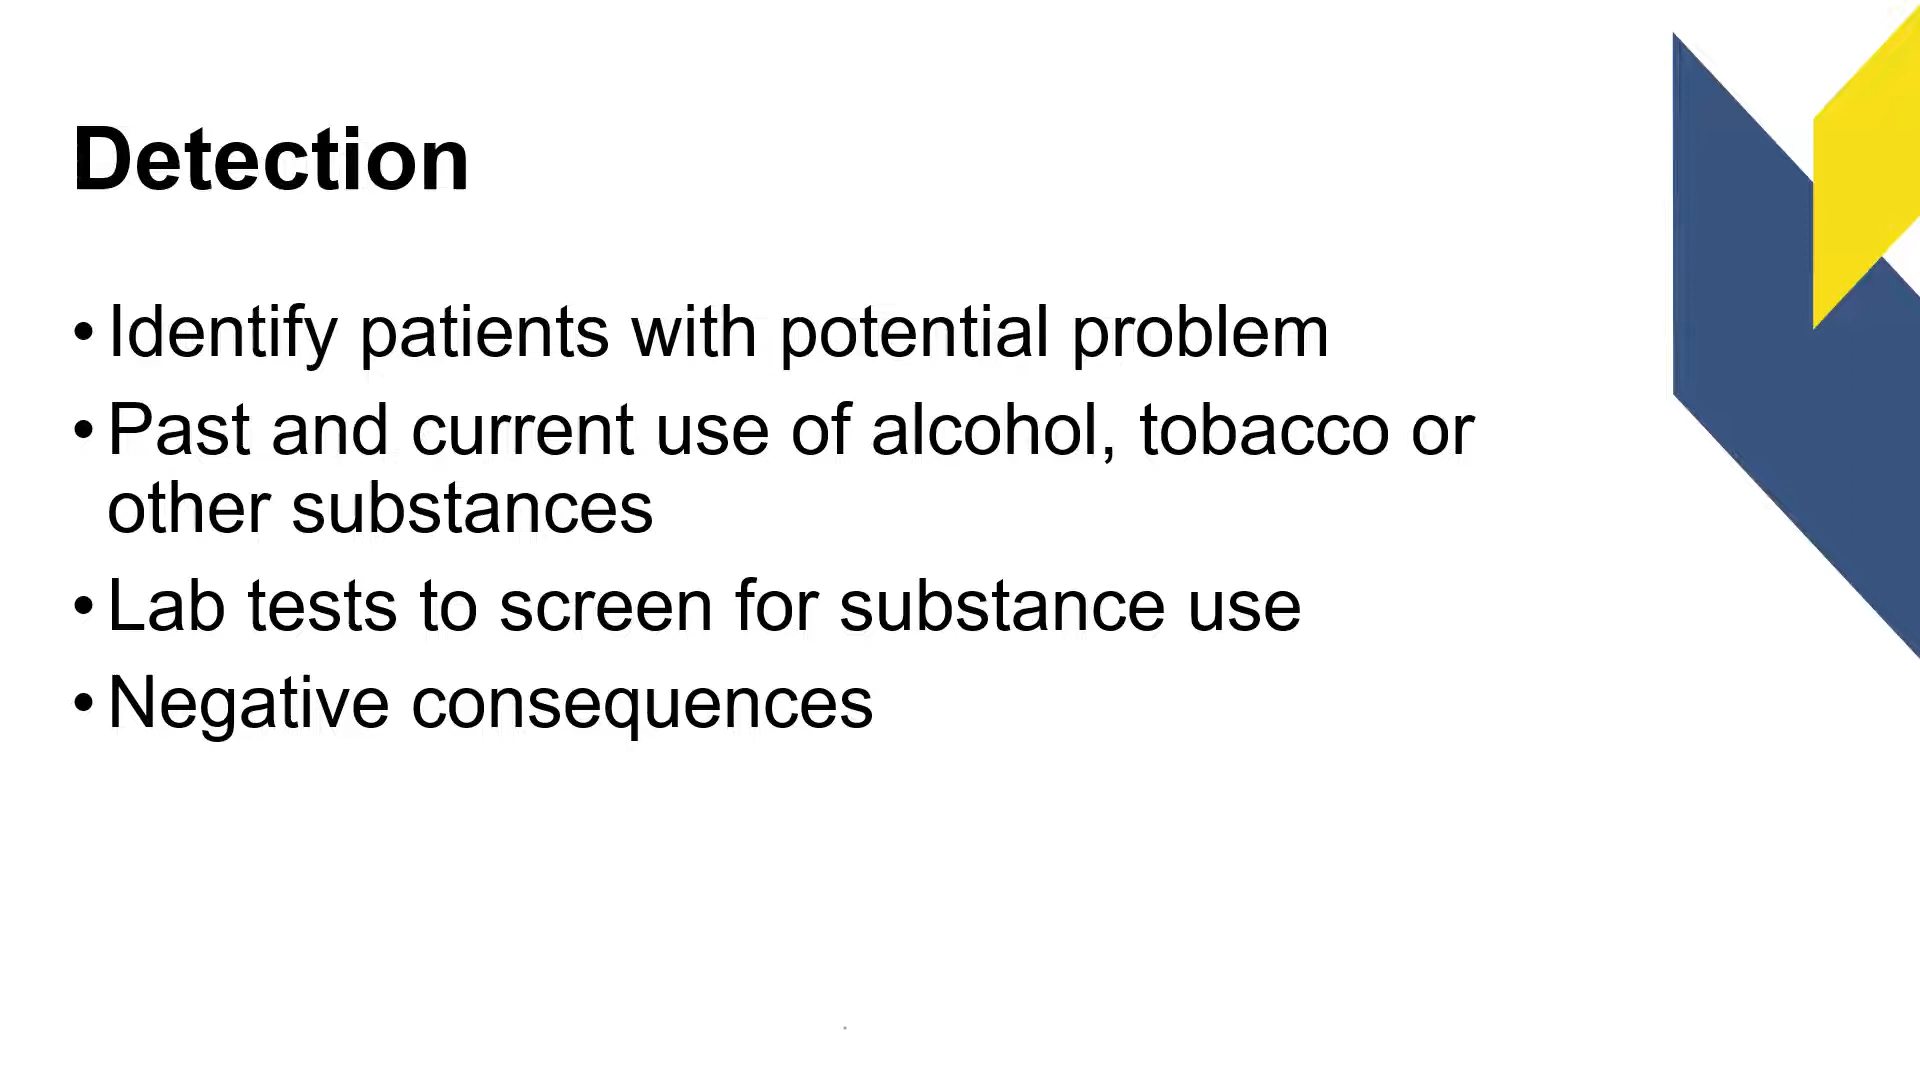 Detection
• Identify patients with potential problem
• Past and current use of alcohol, tobacco or
other substances
• Lab tests to screen for substance use
• Negative consequences